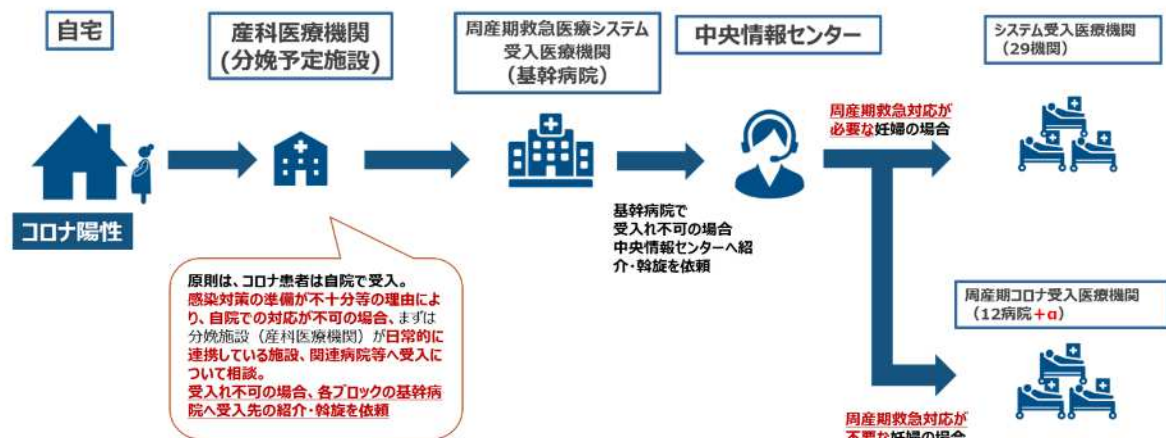 自宅
産科医療機関
(分娩予定施設)
周産期救急医療システム
受入医療機関
（基幹病院）
中央情報センター
システム受入医療機関
（29機関）
周産期救急対応が
必要な妊婦の場合
コロナ陽性
基幹病院で
受入れ不可の場合
中央情報センターへ紹
介・斡旋を依頼
原則は、コロナ患者は自院で受入。
感染対策の準備が不十分等の理由によ
り、自院での対応が不可の場合、まずは
分娩施設（産科医療機関）が日常的に
連携している施設、関連病院等へ受入に
ついて相談。
受入れ不可の場合、各ブロックの基幹病
院へ受入先の紹介・斡旋を依頼
周産期コロナ受入医療機関
（12病院+α）
周産期救急対応が
不要な妊婦の場合